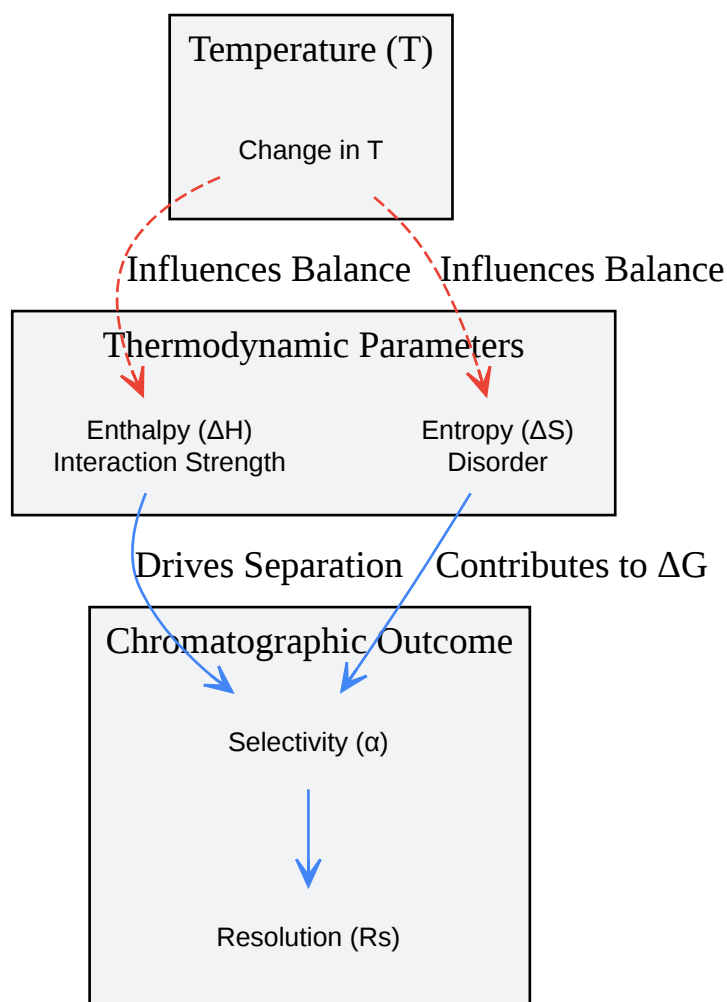 Temperature (T)
Change in T
Influences Balance
Influences Balance
Thermodynamic Parameters
Enthalpy (ΔH)
Interaction Strength
Entropy (ΔS)
Disorder
Drives Separation
Contributes to ΔG
Chromatographic Outcome
Selectivity (α)
Resolution (Rs)